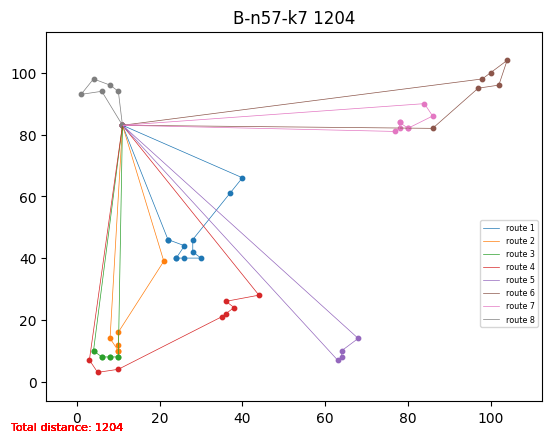 B-n57-k7 1204
100
80
60
40
20
0
route 1
route 2
route 3
route 4
route 5
route 6
route 7
route 8
0
20
40
60
80
100
Total distance: 1204